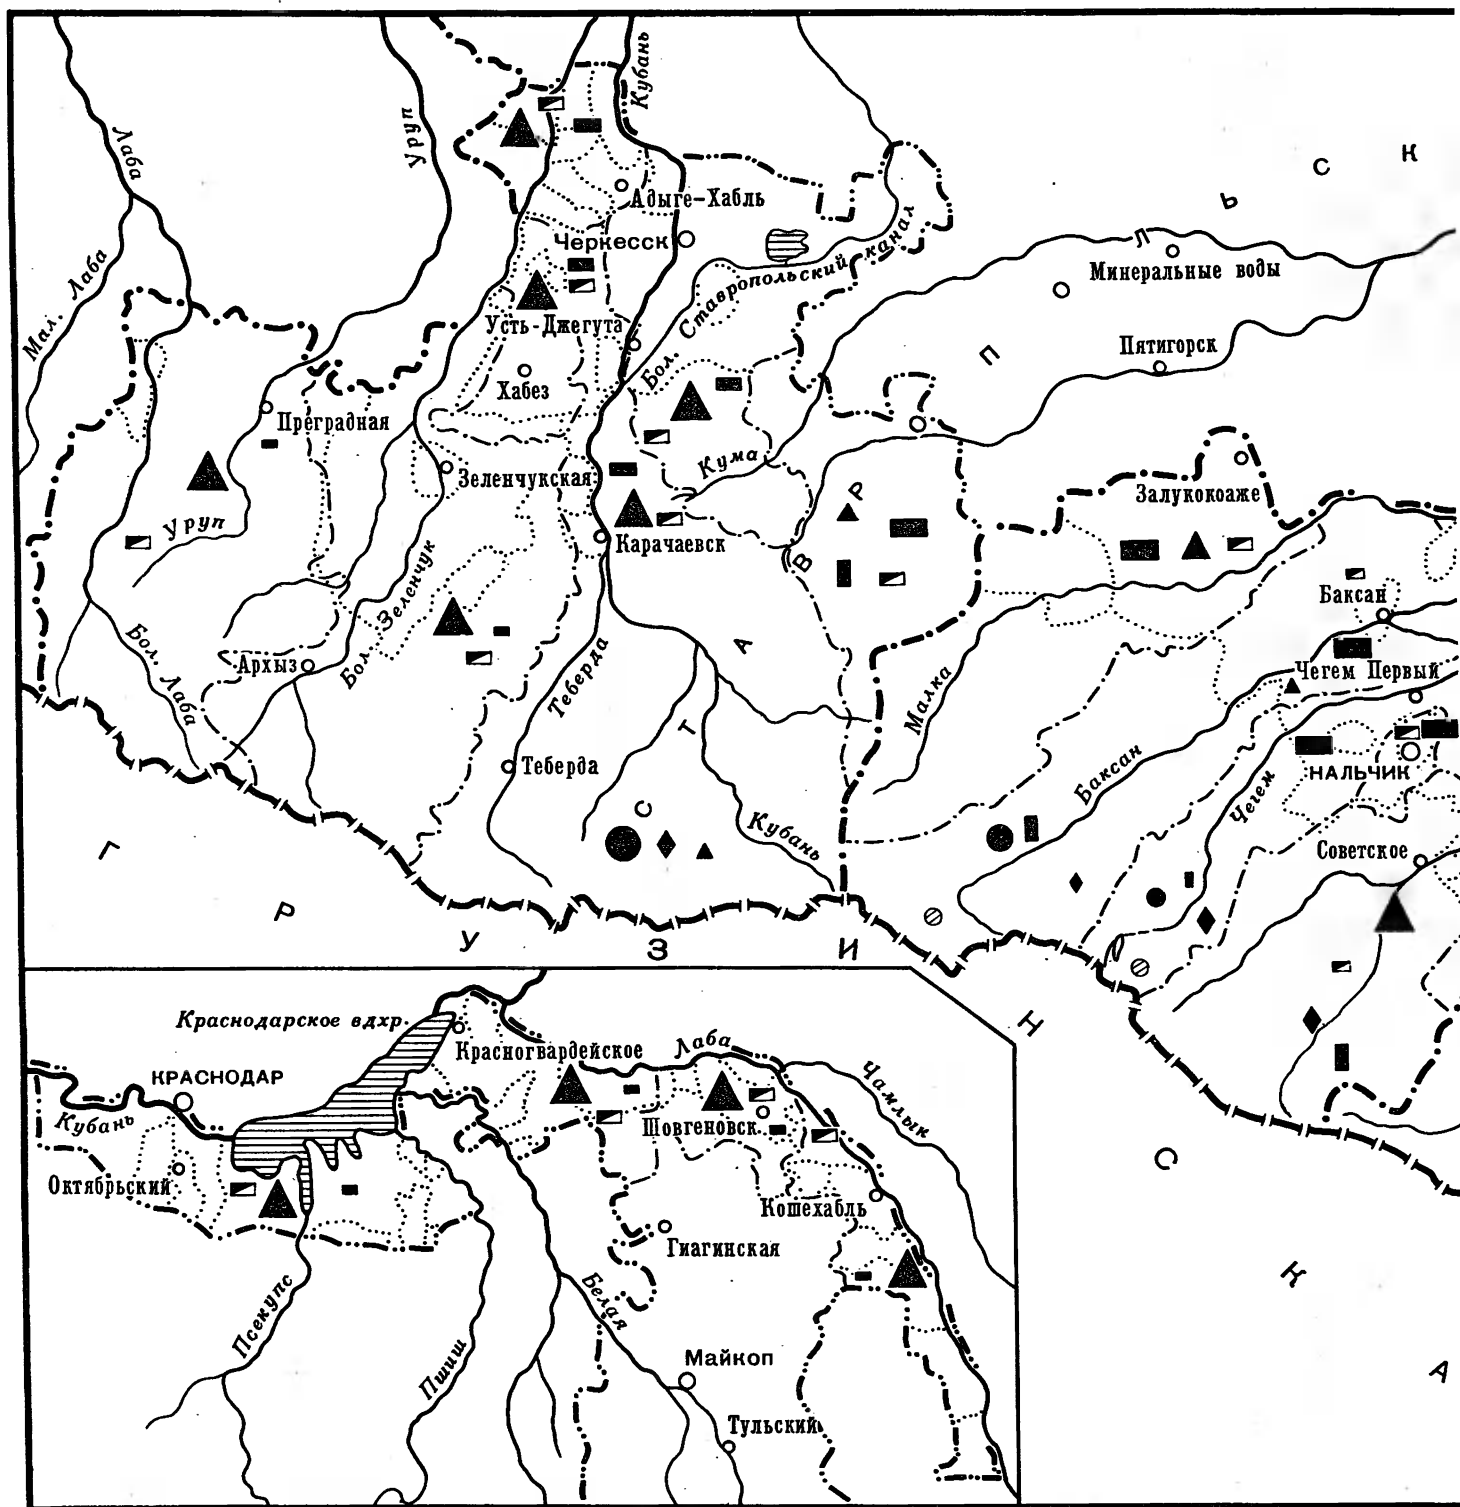 Лаба
Уруп
Кубань
Адыге-Хабль
Черкесск
Мал. Лаба
Бол. Ставропольский канал
Минеральные воды
Усть-Джегута
Пятигорск
Хабез
Преградная
Зеленчукская
Кума
Залукокоаже
Уруп
Карачаевск
Бол. Зеленчук
Баксан
Архыз
Бол. Лаба
Теберда
Малка
Чегем Первый
Теберда
Баксан
Чегем
НАЛЬЧИК
Кубань
Советское
С Т А В Р О П О Л Ь С К
Г Р У З И Н С К А
Краснодарское вдхр.
Красногвардейское
Лаба
КРАСНОДАР
Кубань
Чамлык
Шовгеновск.
Октябрьский
Кошехабль
Гиагинская
Псекупс
Белая
Пшиш
Майкоп
Тульский